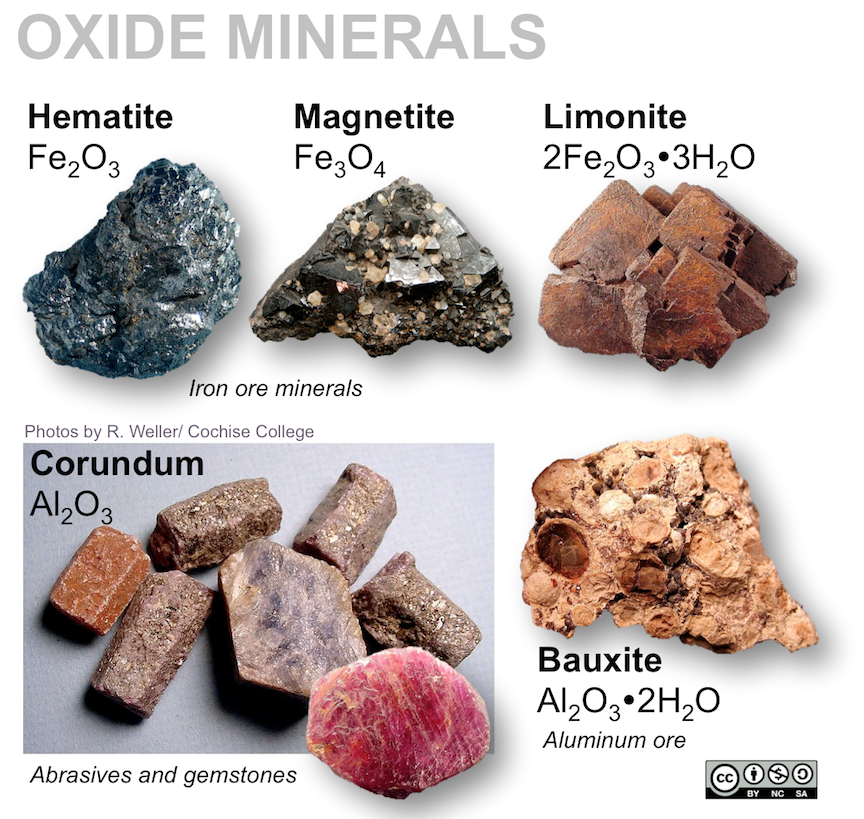 OXIDE MINERALS
Hematite
Fe₂O₃
Magnetite
Fe₃O₄
Limonite
2Fe₂O₃•3H₂O
Iron ore minerals
Photos by R. Weller/ Cochise College
Corundum
Al₂O₃
Abrasives and gemstones
Bauxite
Al₂O₃•2H₂O
Aluminum ore
cc
BY NC SA